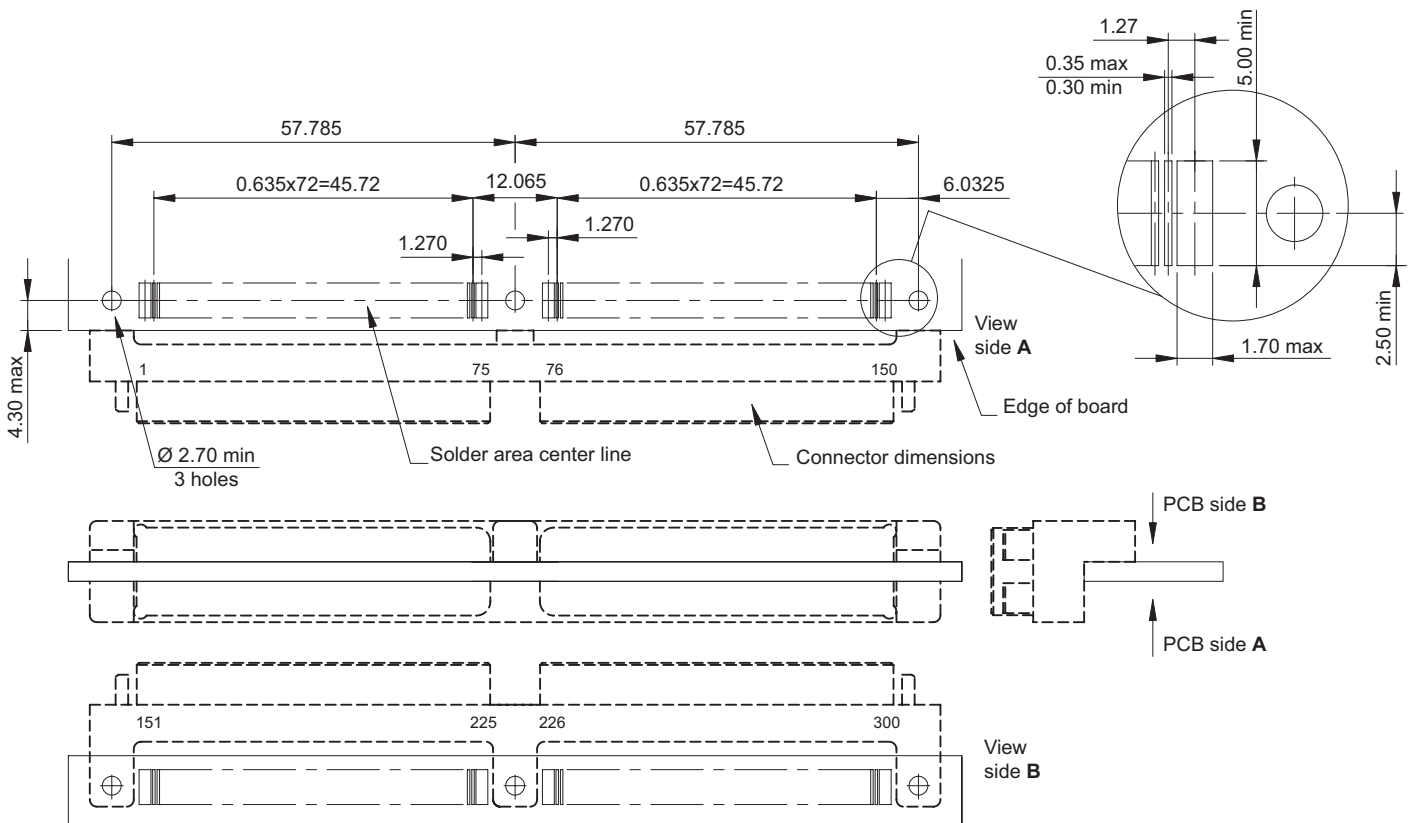 1.27
0.35 max
0.30 min
5.00 min
57.785
57.785
0.635x72=45.72
12.065
0.635x72=45.72
6.0325
1.270
1.270
4.30 max
2.50 min
1.70 max
View
side A
1
75
76
150
Edge of board
Ø 2.70 min
3 holes
Solder area center line
Connector dimensions
PCB side B
PCB side A
151
225
226
300
View
side B